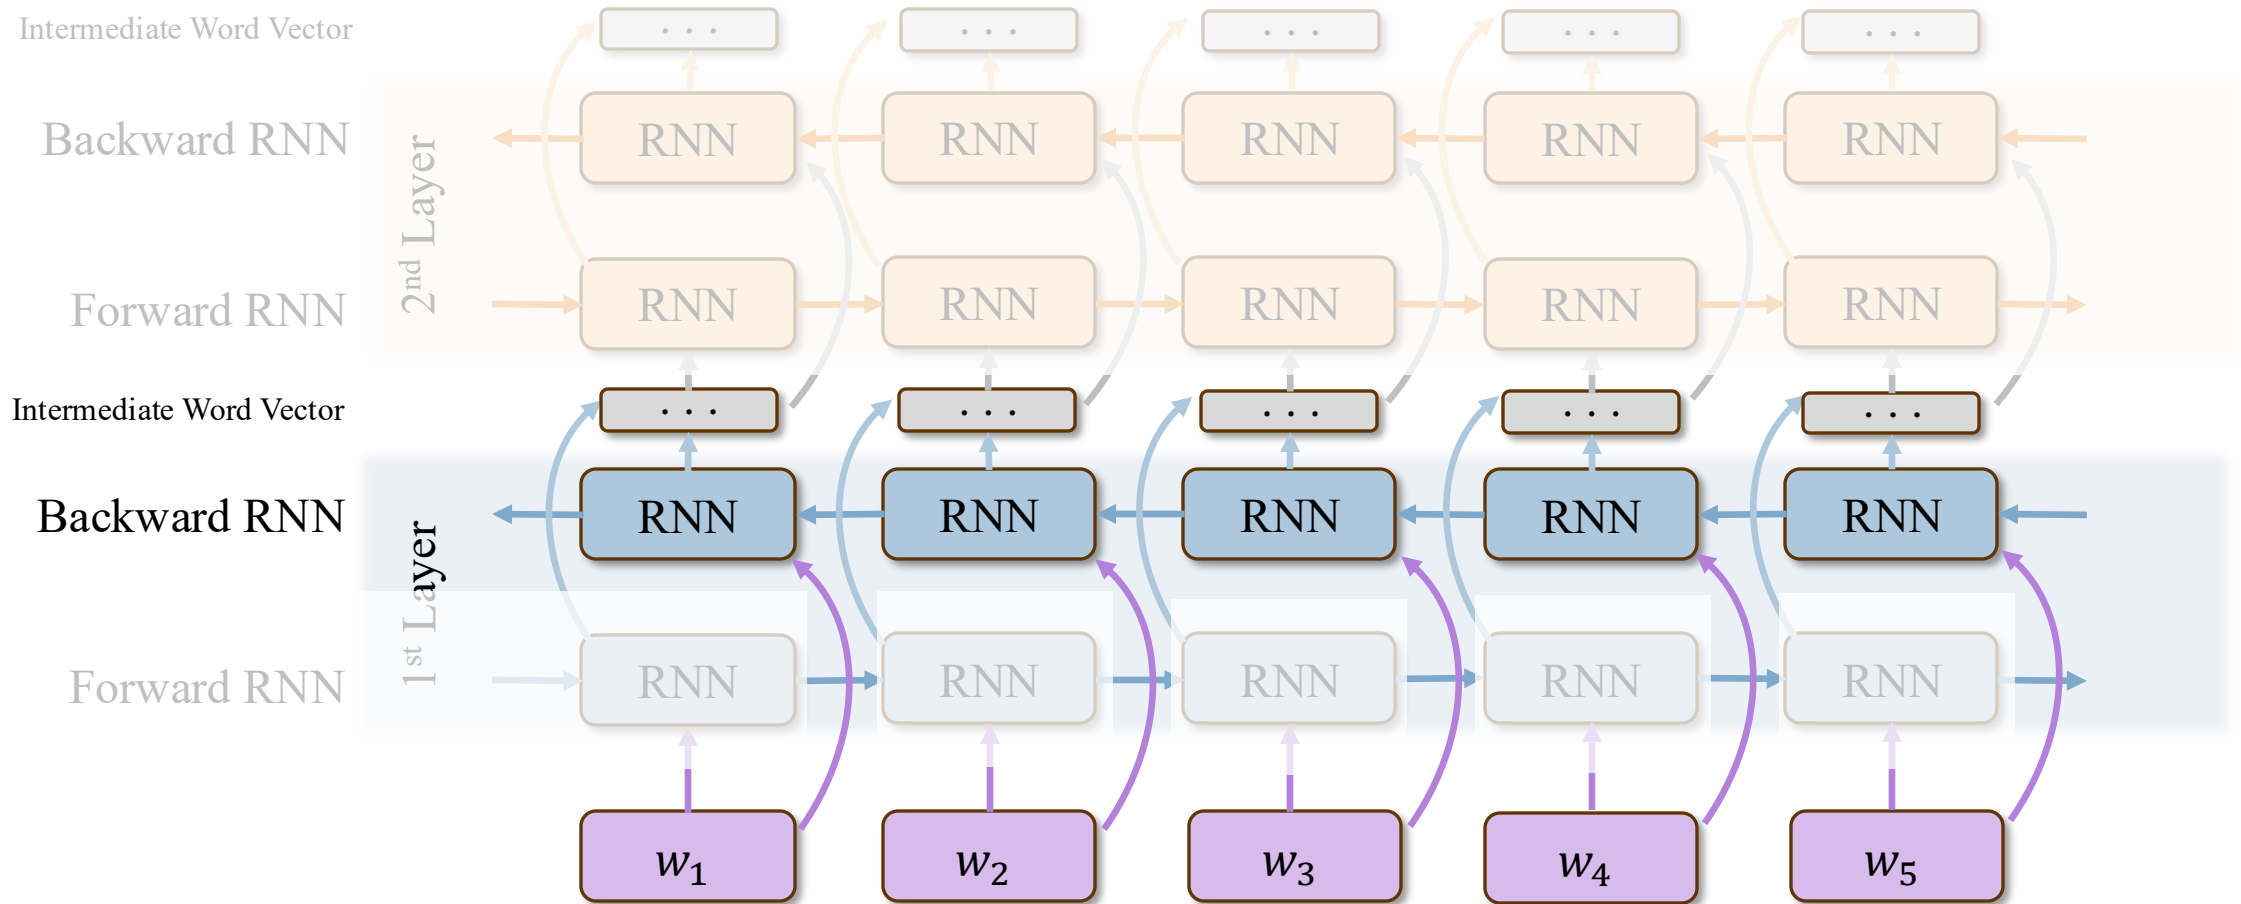 Intermediate Word Vector . . . . . . . . . . . . . . .
Backward RNN RNN RNN RNN RNN RNN
2nd Layer
Forward RNN RNN RNN RNN RNN RNN
Intermediate Word Vector . . . . . . . . . . . . . . .
Backward RNN RNN RNN RNN RNN RNN
1st Layer
Forward RNN RNN RNN RNN RNN RNN
w₁ w₂ w₃ w₄ w₅